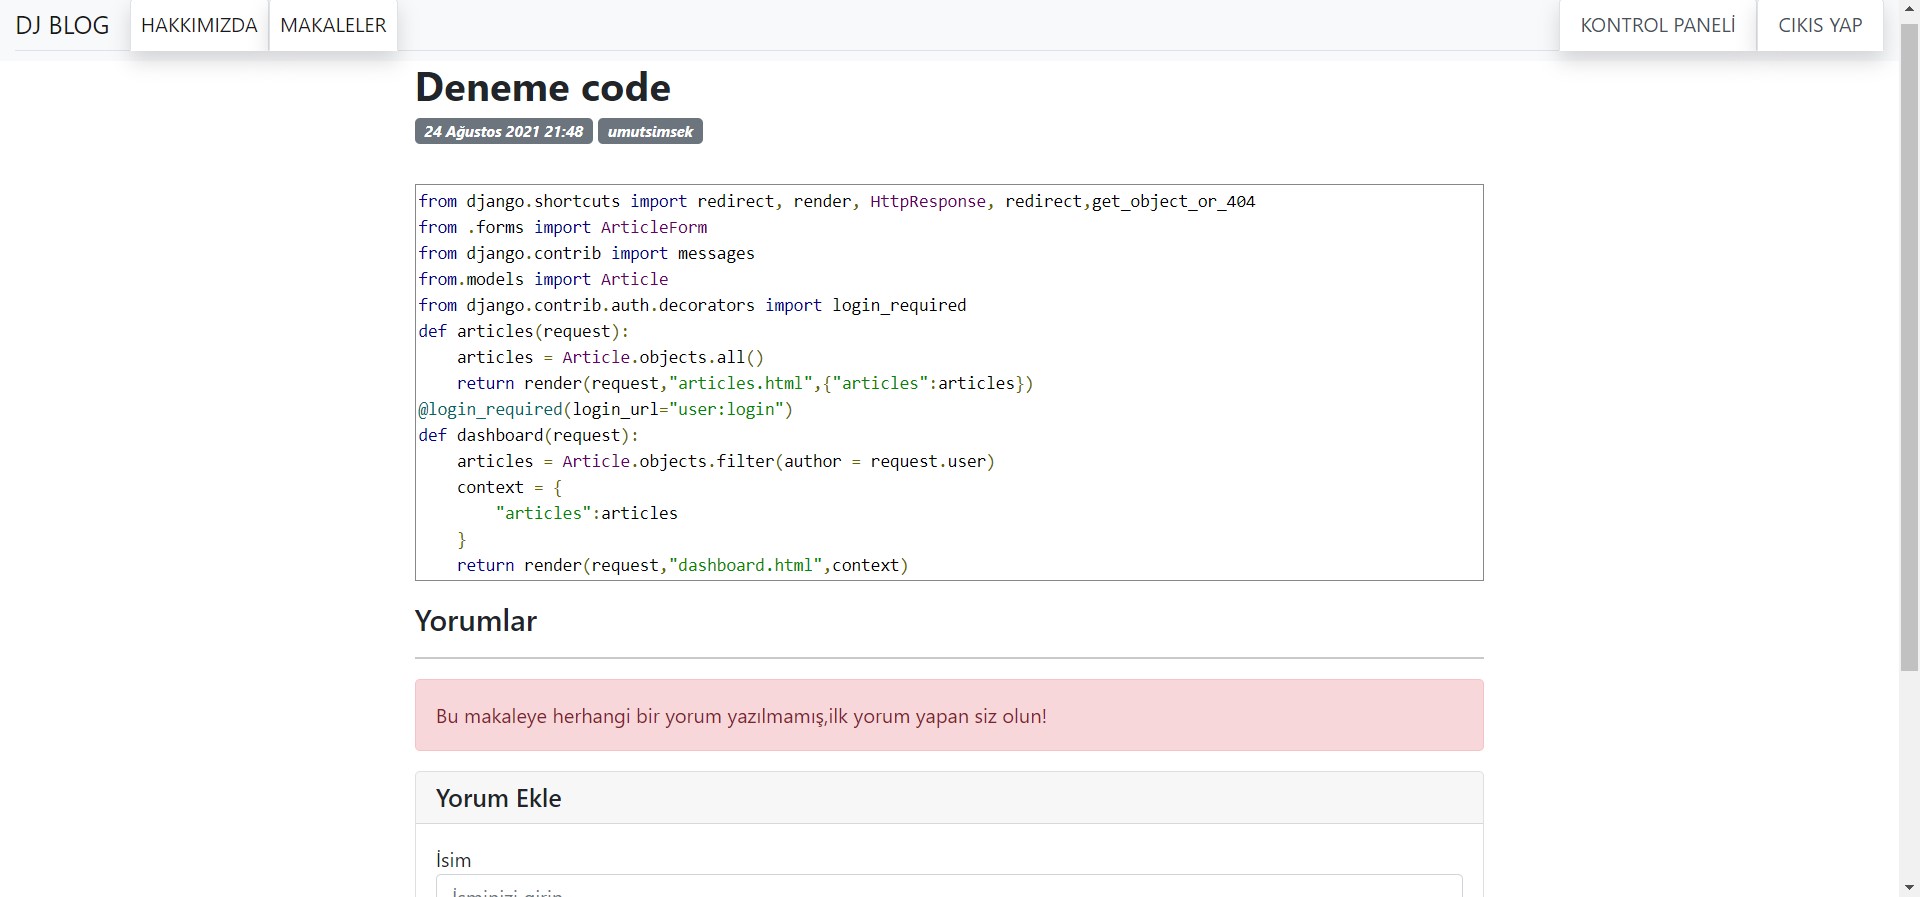 DJ BLOG HAKKIMIZDA MAKALELER KONTROL PANELİ CIKIS YAP
Deneme code
24 Ağustos 2021 21:48 umutsimsek
from django.shortcuts import redirect, render, HttpResponse, redirect,get_object_or_404
from .forms import ArticleForm
from django.contrib import messages
from.models import Article
from django.contrib.auth.decorators import login_required
def articles(request):
    articles = Article.objects.all()
    return render(request,"articles.html",{"articles":articles})
@login_required(login_url="user:login")
def dashboard(request):
    articles = Article.objects.filter(author = request.user)
    context = {
        "articles":articles
    }
    return render(request,"dashboard.html",context)
Yorumlar
Bu makaleye herhangi bir yorum yazılmamış,ilk yorum yapan siz olun!
Yorum Ekle
İsim
İsminizi girin